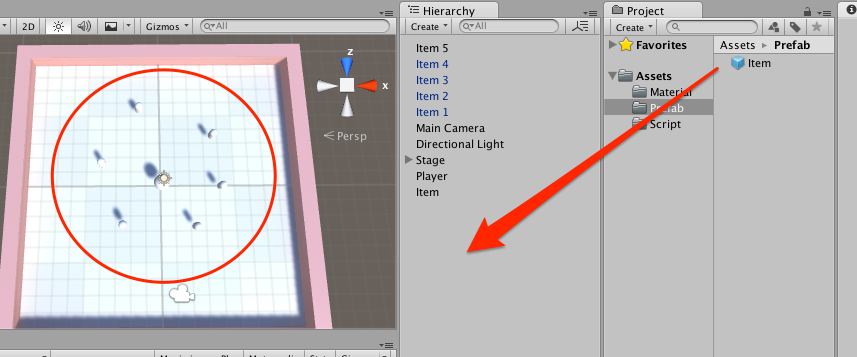 2D
Gizmos
All
z
x
Persp
Hierarchy
Create
All
Item 5
Item 4
Item 3
Item 2
Item 1
Main Camera
Directional Light
Stage
Player
Item
Project
Create
Favorites
Assets
Material
Prefab
Script
Assets ▸ Prefab
Item